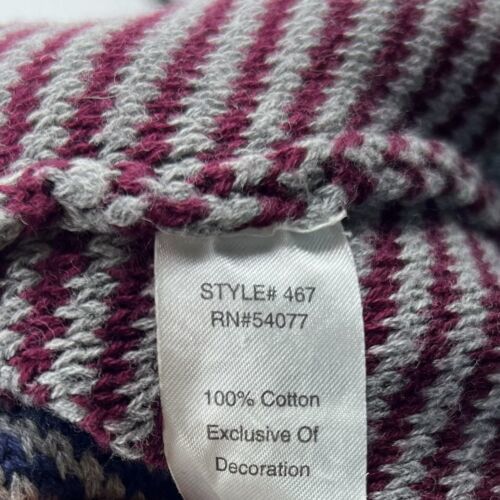 STYLE# 467
RN#54077
100% Cotton
Exclusive Of
Decoration